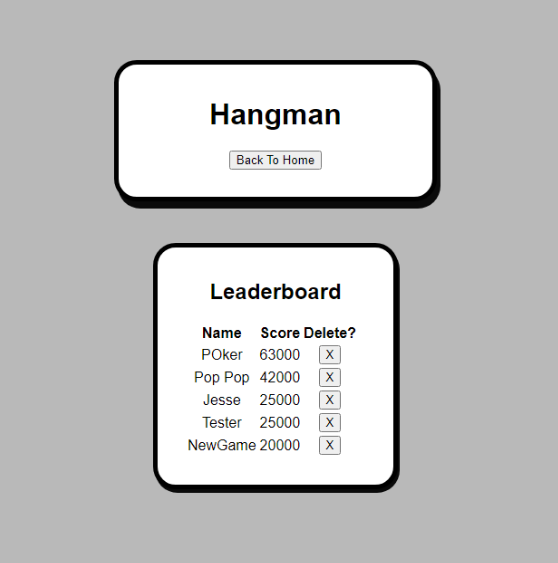 Hangman
Back To Home
Leaderboard
Name Score Delete?
POker 63000 X
Pop Pop 42000 X
Jesse 25000 X
Tester 25000 X
NewGame 20000 X